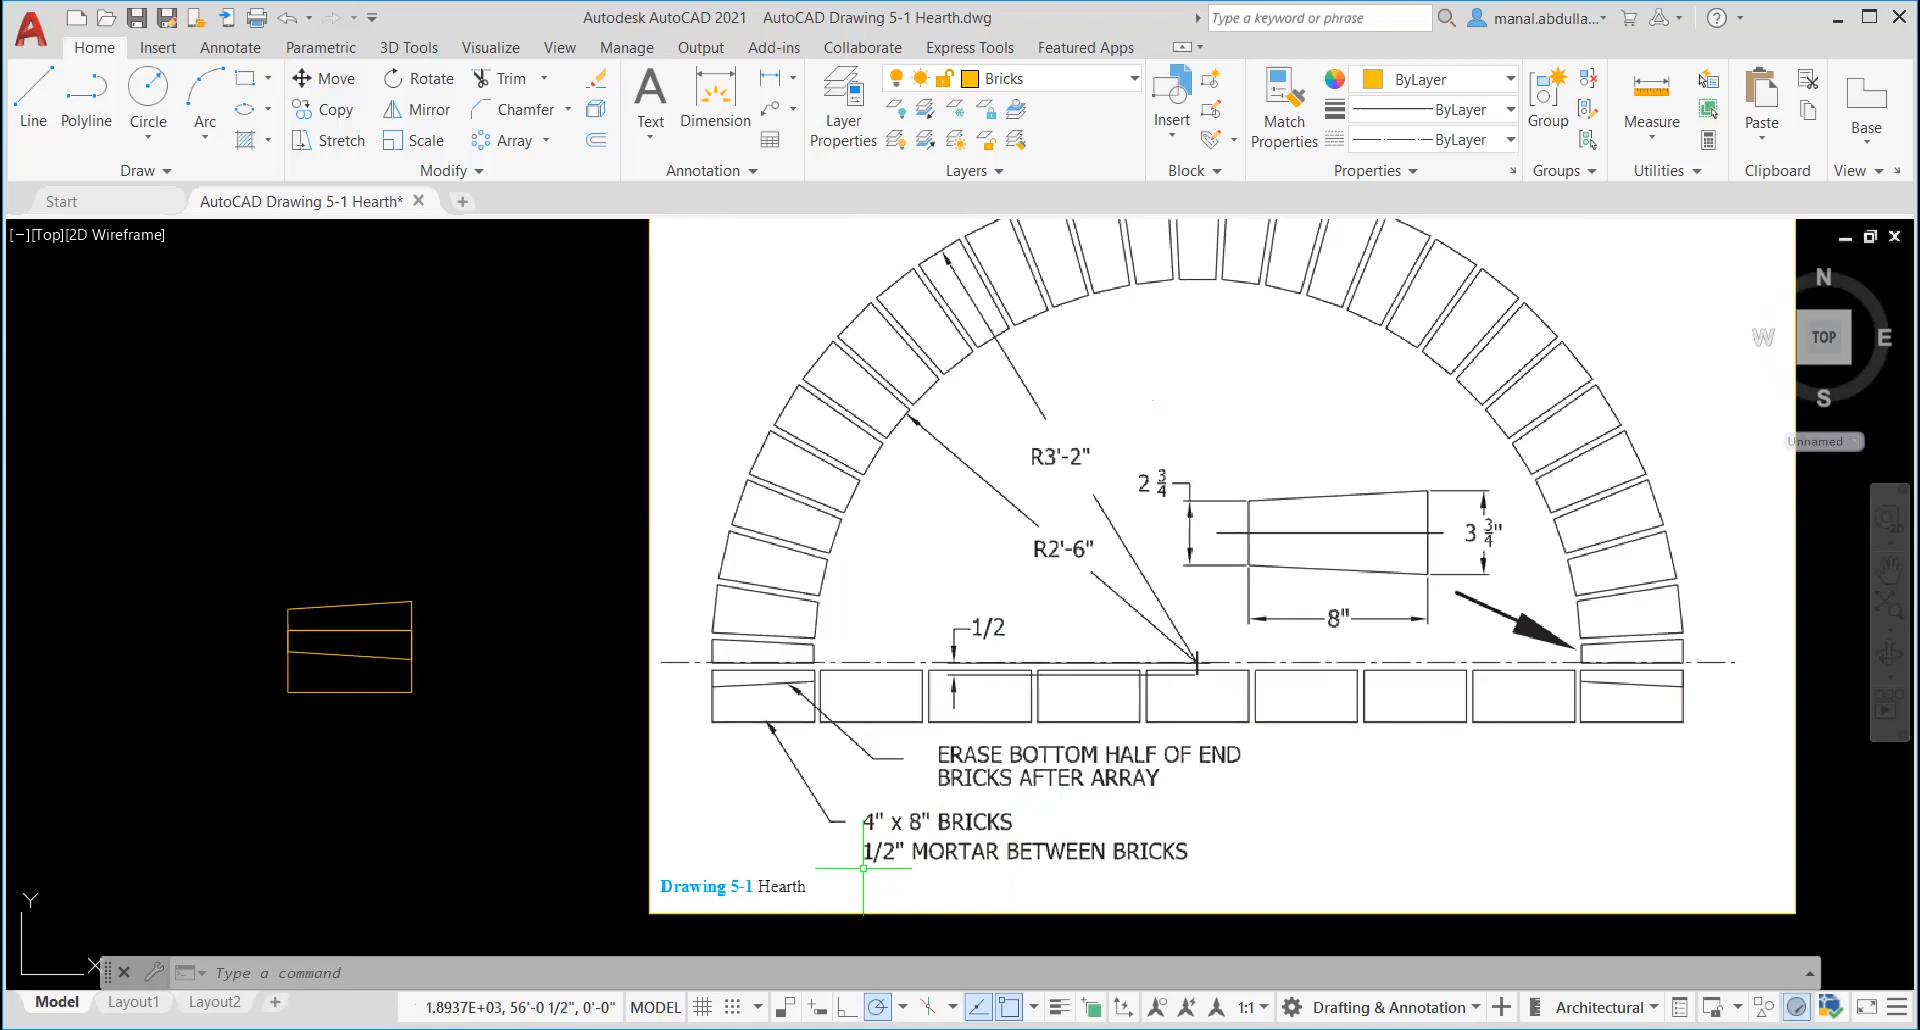 Autodesk AutoCAD 2021 AutoCAD Drawing 5-1 Hearth.dwg
Type a keyword or phrase
manal.abdulla...
Home Insert Annotate Parametric 3D Tools Visualize View Manage Output Add-ins Collaborate Express Tools Featured Apps
Line Polyline Circle Arc
Move Rotate Trim
Copy Mirror Chamfer
Stretch Scale Array
Text Dimension
Layer Properties
Bricks
Insert
Match Properties
ByLayer
ByLayer
ByLayer
Group
Measure
Paste
Base
Draw Modify Annotation Layers Block Properties Groups Utilities Clipboard View
Start AutoCAD Drawing 5-1 Hearth*
[−][Top][2D Wireframe]
N
W TOP E
S
Unnamed
R3'-2"
2 3/4
3 3/4"
R2'-6"
8"
1/2
ERASE BOTTOM HALF OF END
BRICKS AFTER ARRAY
4" x 8" BRICKS
1/2" MORTAR BETWEEN BRICKS
Drawing 5-1 Hearth
Y
X
Type a command
Model Layout1 Layout2
1.8937E+03, 56'-0 1/2", 0'-0" MODEL 1:1 Drafting & Annotation Architectural